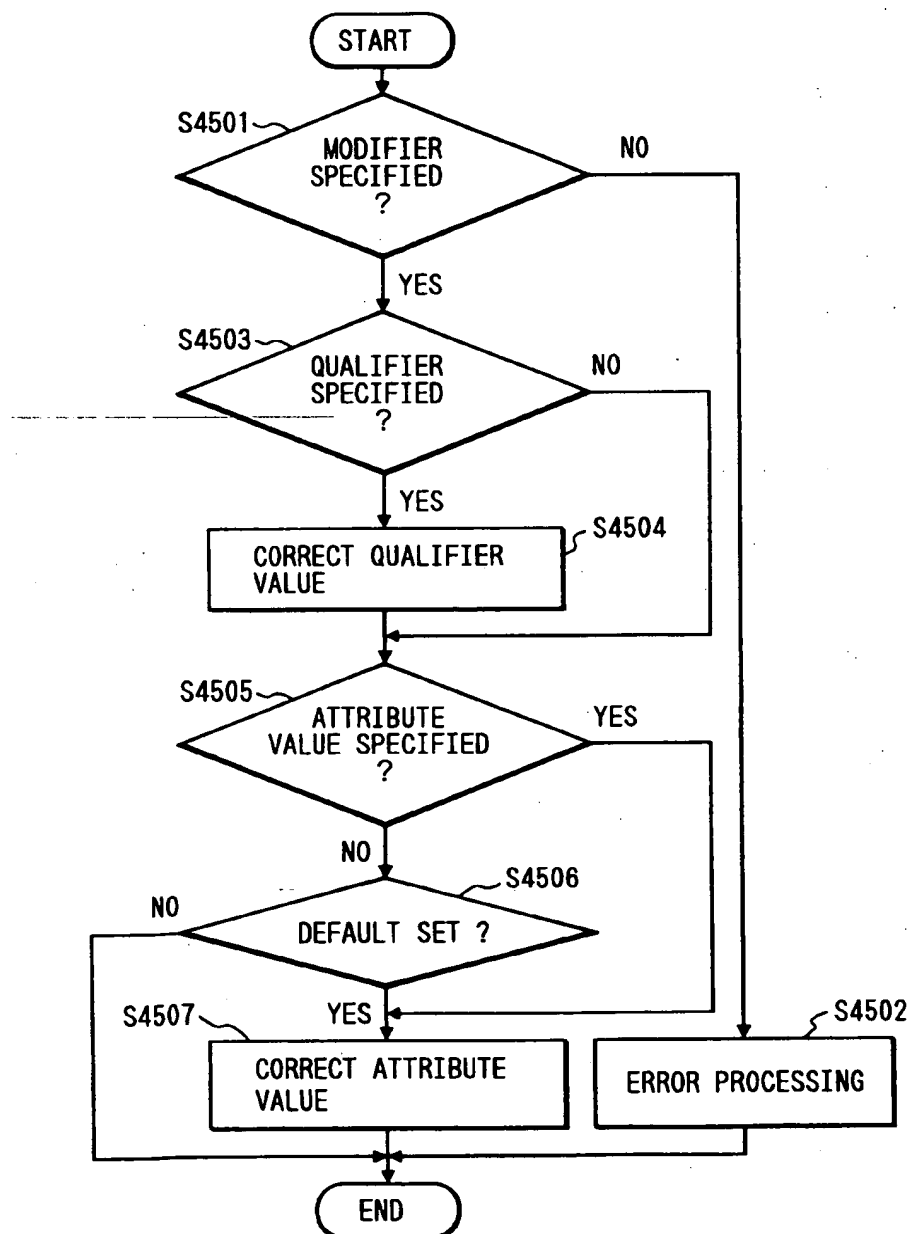 START
S4501
MODIFIER
SPECIFIED
?
NO
YES
S4503
QUALIFIER
SPECIFIED
?
NO
YES
S4504
CORRECT QUALIFIER
VALUE
S4505
ATTRIBUTE
VALUE SPECIFIED
?
YES
NO
S4506
NO
DEFAULT SET ?
YES
S4507
S4502
CORRECT ATTRIBUTE
VALUE
ERROR PROCESSING
END